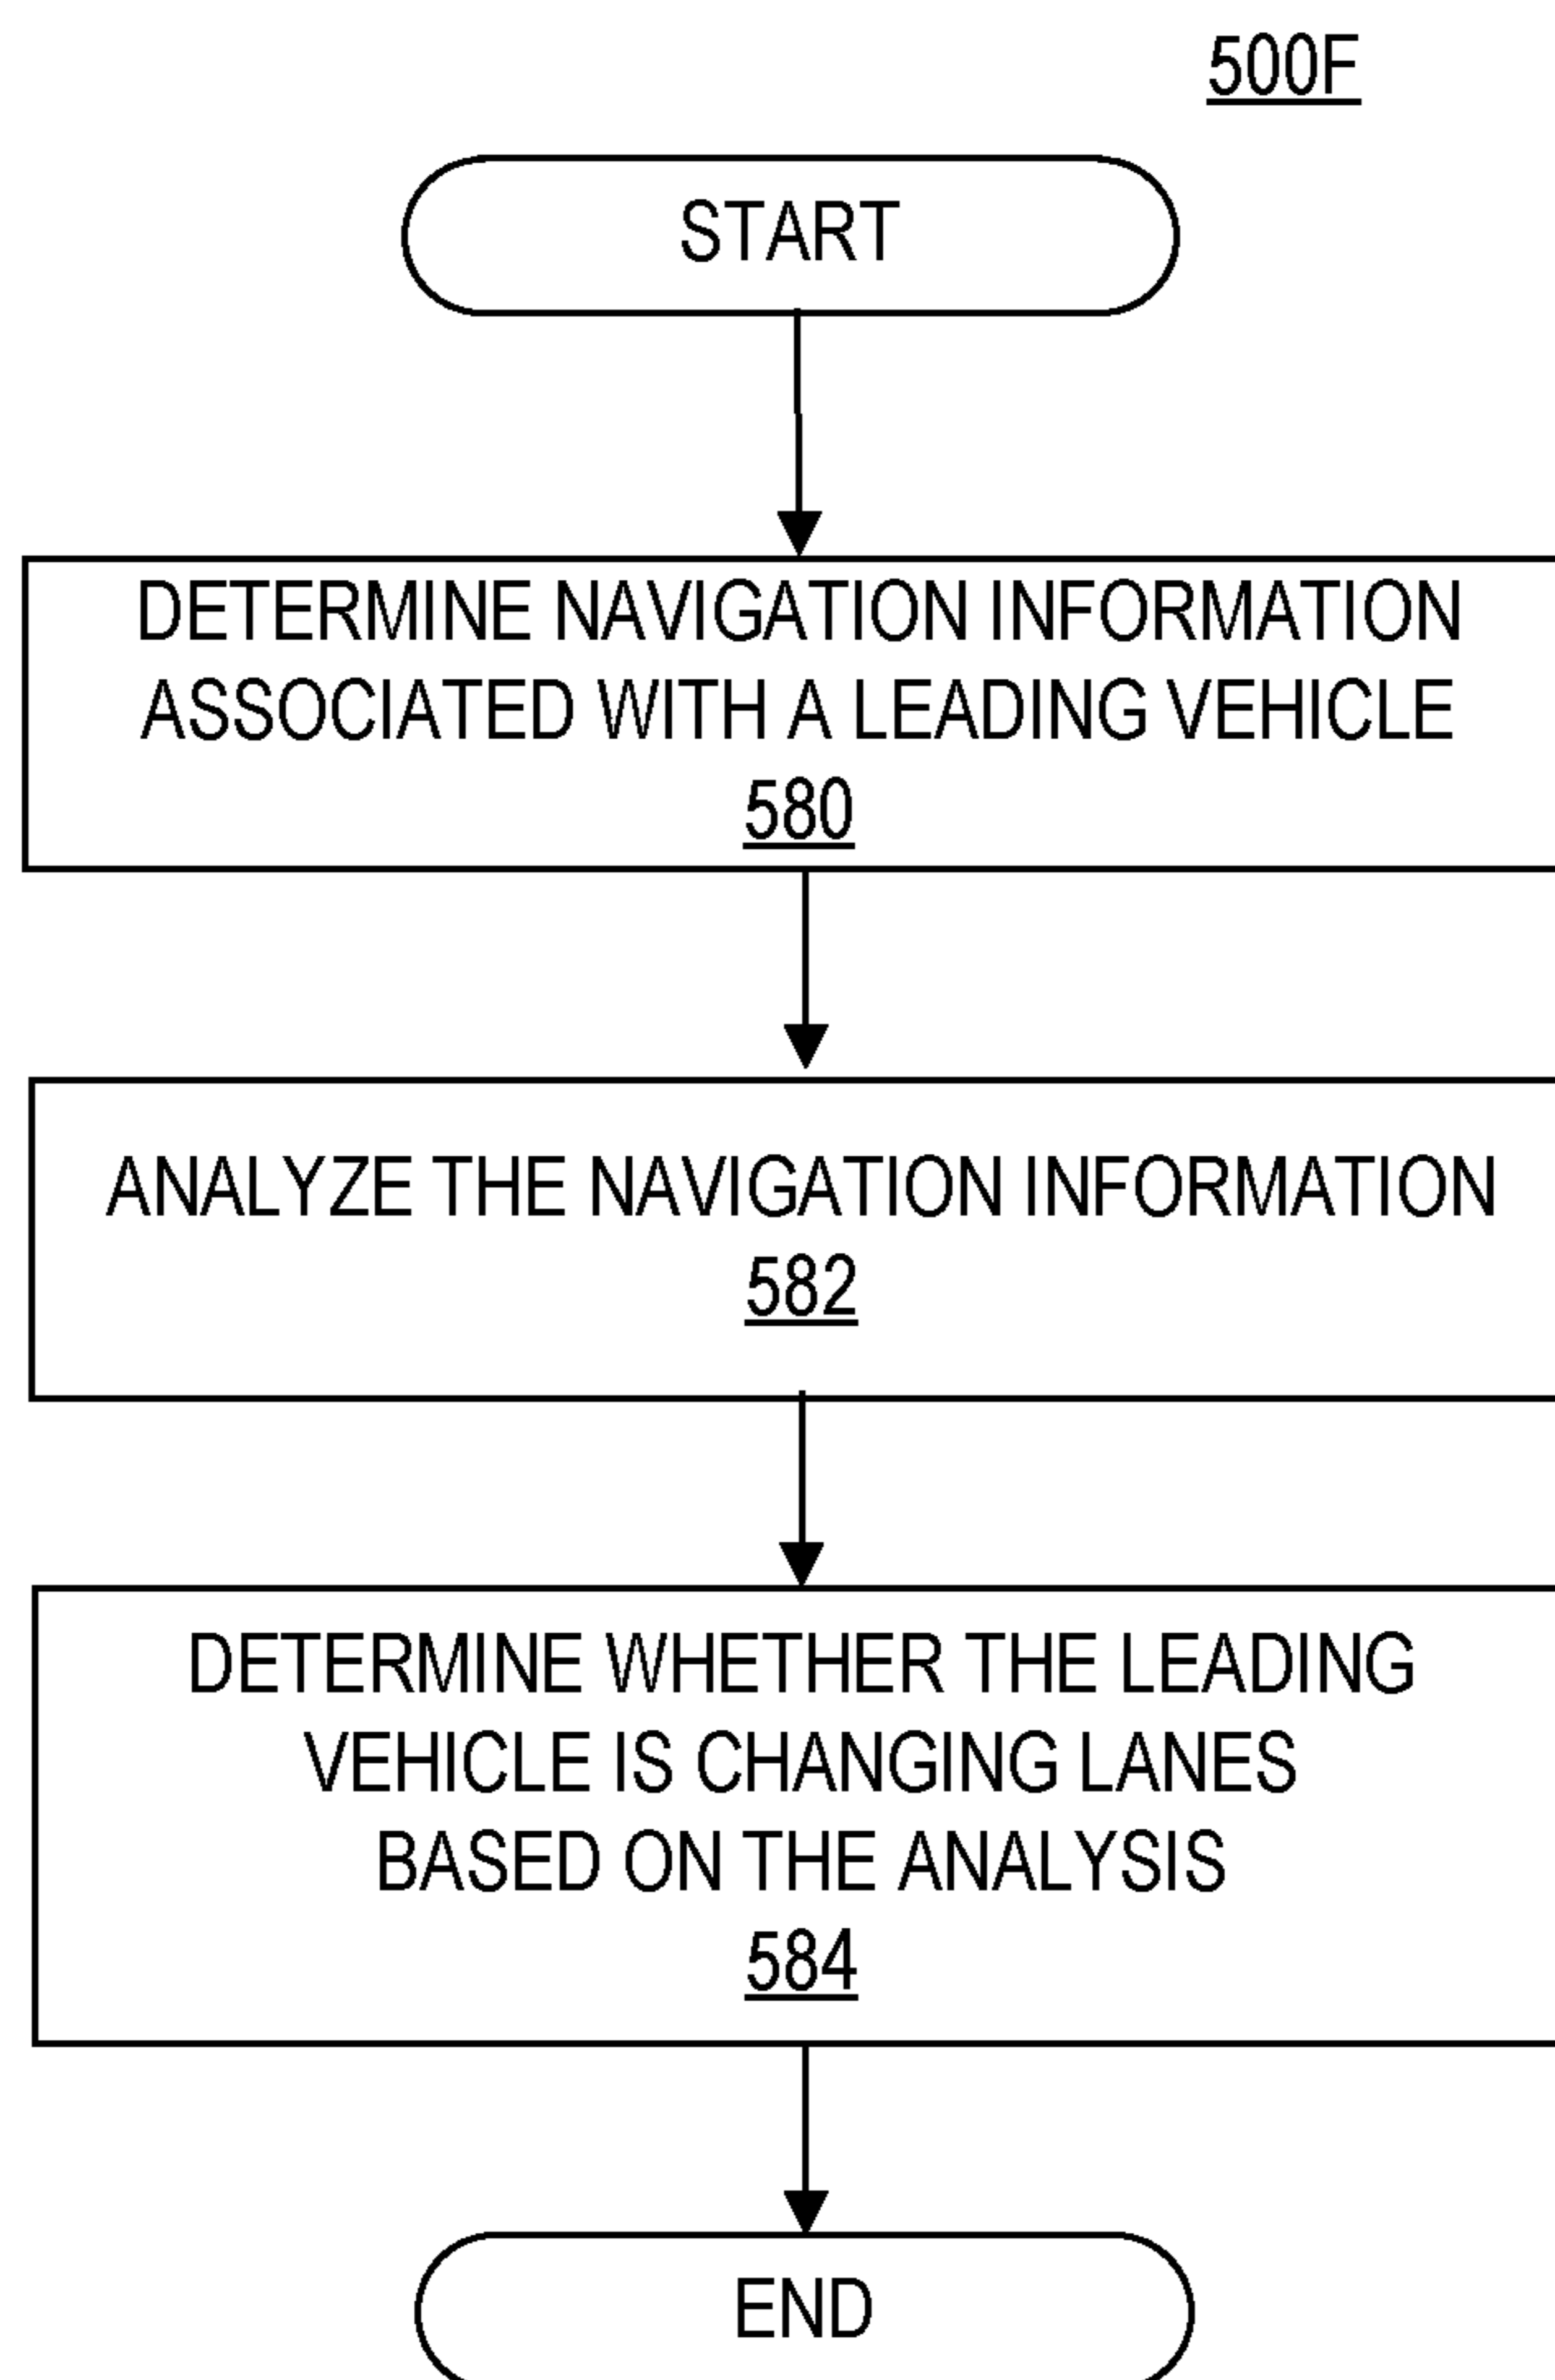 500F
START
DETERMINE NAVIGATION INFORMATION
ASSOCIATED WITH A LEADING VEHICLE
580
ANALYZE THE NAVIGATION INFORMATION
582
DETERMINE WHETHER THE LEADING
VEHICLE IS CHANGING LANES
BASED ON THE ANALYSIS
584
END